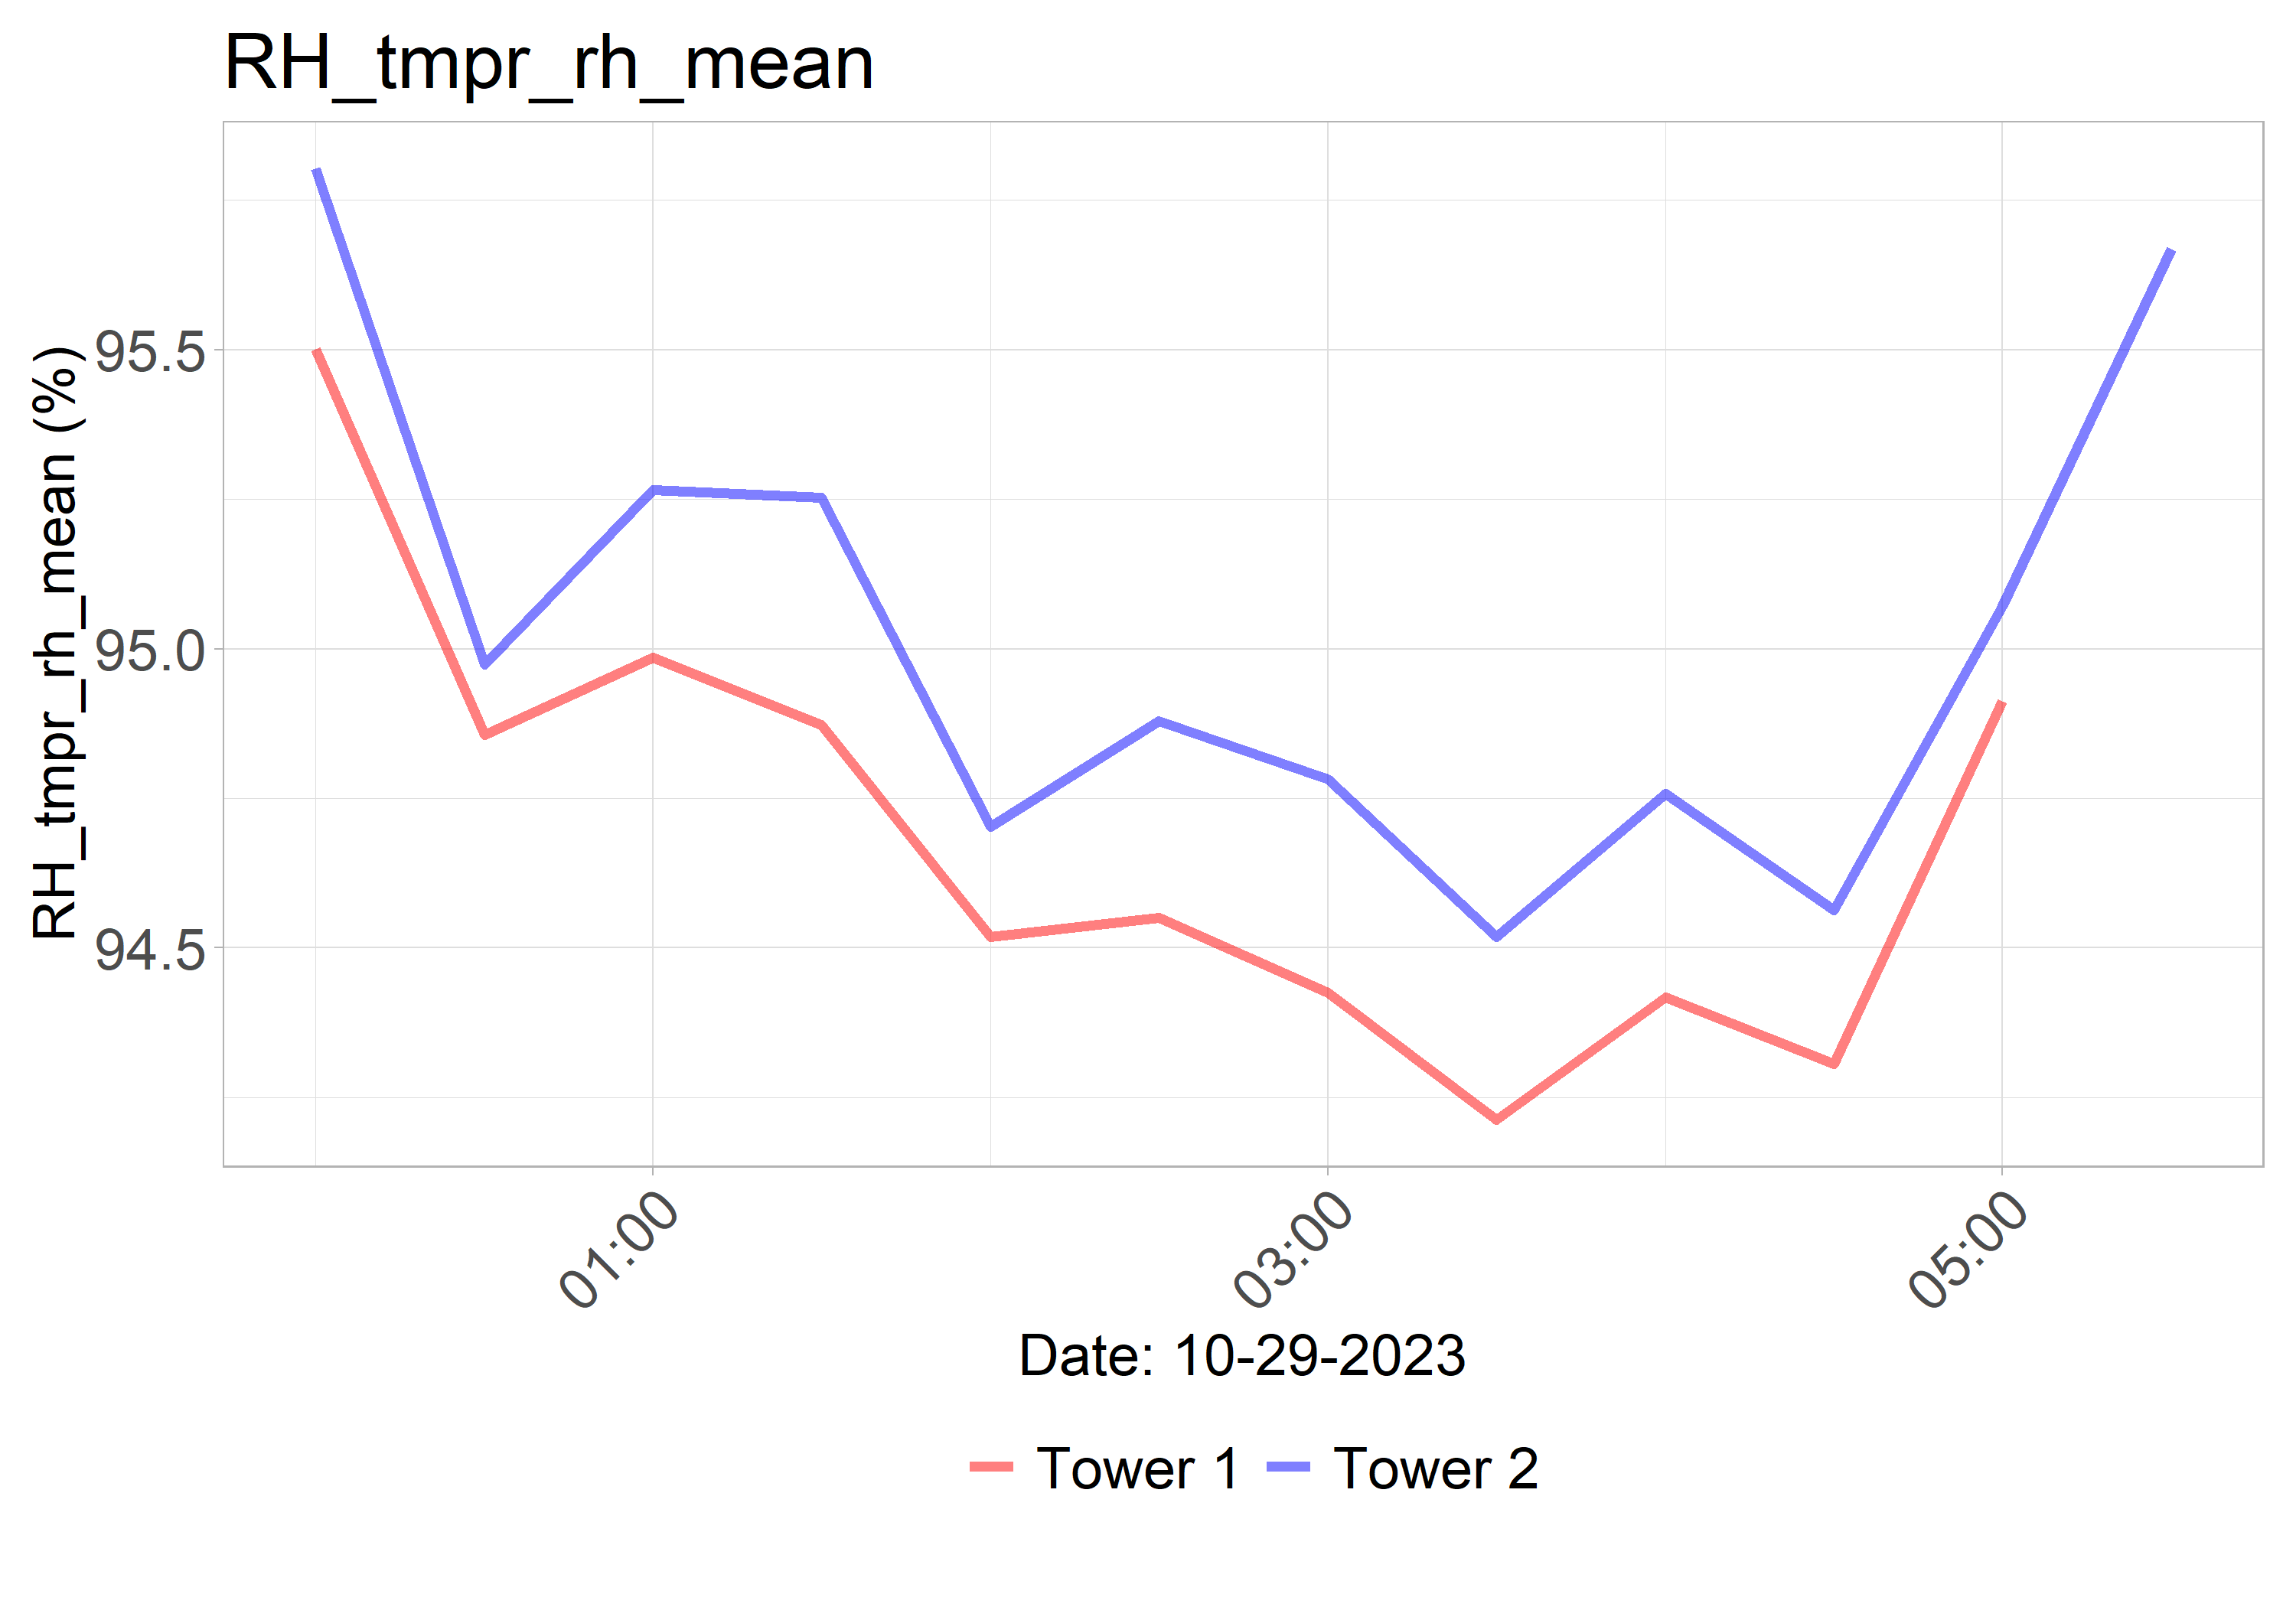 RH_tmpr_rh_mean
RH_tmpr_rh_mean (%)
95.5
95.0
94.5
01:00
03:00
05:00
Date: 10-29-2023
Tower 1
Tower 2